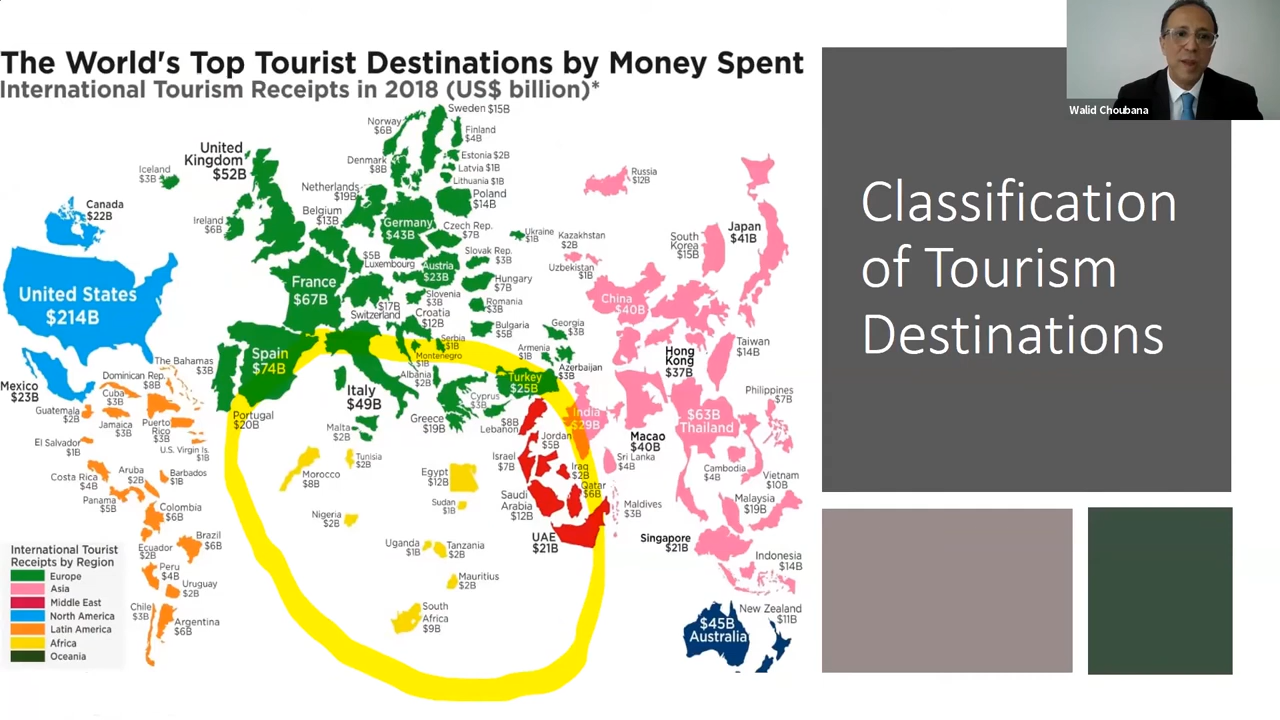 Walid Choubana
The World's Top Tourist Destinations by Money Spent
International Tourism Receipts in 2018 (US$ billion)*
Classification
of Tourism
Destinations
Sweden $15B
Norway
$6B
Finland
$4B
United
Kingdom
$52B
Iceland
$3B
Denmark
$8B
Estonia $2B
Latvia $1B
Lithuania $1B
Netherlands
$19B
Poland
$14B
Belgium
$13B
Ireland
$6B
Germany
$43B
Czech Rep.
$7B
Ukraine
$1B
Canada
$22B
Russia
$12B
Kazakhstan
$2B
South
Korea
$15B
Japan
$41B
$5B
Luxembourg
Slovak Rep.
$3B
Austria
$23B
Uzbekistan
$1B
France
$67B
Hungary
$7B
Slovenia
$3B
Romania
$3B
China
$40B
United States
$214B
$17B
Switzerland
Croatia
$12B
Bulgaria
$5B
Georgia
$3B
Serbia
$1B
Montenegro
$1B
Armenia
$1B
Azerbaijan
$3B
Taiwan
$14B
Hong
Kong
$37B
Spain
$74B
The Bahamas
$3B
Albania
$2B
Turkey
$25B
Mexico
$23B
Dominican Rep.
$8B
Cuba
$3B
Italy
$49B
Cyprus
$3B
Philippines
$7B
Guatemala
$2B
Jamaica
$3B
Puerto
Rico
$3B
Portugal
$20B
Malta
$2B
Greece
$19B
$8B
Lebanon
India
$29B
$63B
Thailand
El Salvador
$1B
U.S. Virgin Is.
$1B
Jordan
$5B
Macao
$40B
Costa Rica
$4B
Aruba
$2B
Barbados
$1B
Morocco
$8B
Tunisia
$2B
Egypt
$12B
Israel
$7B
Iraq
$2B
Sri Lanka
$4B
Cambodia
$4B
Vietnam
$10B
Panama
$5B
Qatar
$6B
Colombia
$6B
Nigeria
$2B
Sudan
$1B
Saudi
Arabia
$12B
Maldives
$3B
Malaysia
$19B
Ecuador
$2B
Brazil
$6B
Uganda
$1B
Tanzania
$2B
UAE
$21B
Singapore
$21B
Indonesia
$14B
Peru
$4B
Uruguay
$2B
Mauritius
$2B
Chile
$3B
Argentina
$6B
South
Africa
$9B
$45B
Australia
New Zealand
$11B
International Tourist
Receipts by Region
Europe
Asia
Middle East
North America
Latin America
Africa
Oceania